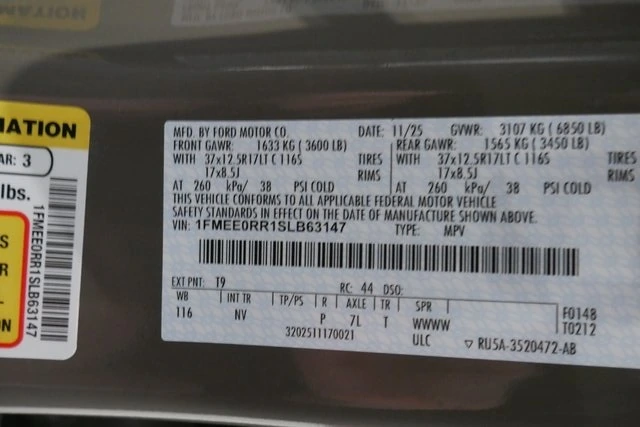 MATION
AR: 3
lbs.
S
R
N
1FMEE0RR1SLB63147
MFD. BY FORD MOTOR CO. DATE: 11/25 GVWR: 3107 KG ( 6850 LB)
FRONT GAWR: 1633 KG ( 3600 LB) REAR GAWR: 1565 KG ( 3450 LB)
WITH 37x12.5R17LT C 116S TIRES WITH 37x12.5R17LT C 116S TIRES
17x8.5J RIMS 17x8.5J RIMS
AT 260 kPa/ 38 PSI COLD AT 260 kPa/ 38 PSI COLD
THIS VEHICLE CONFORMS TO ALL APPLICABLE FEDERAL MOTOR VEHICLE
SAFETY STANDARDS IN EFFECT ON THE DATE OF MANUFACTURE SHOWN ABOVE.
VIN: 1FMEE0RR1SLB63147 TYPE: MPV
EXT PNT: T9 RC: 44 DSO:
WB INT TR TP/PS R AXLE TR SPR F0148
116 NV P 7L T WWWW T0212
3202511170021 ULC ▽ RU5A-3520472-AB